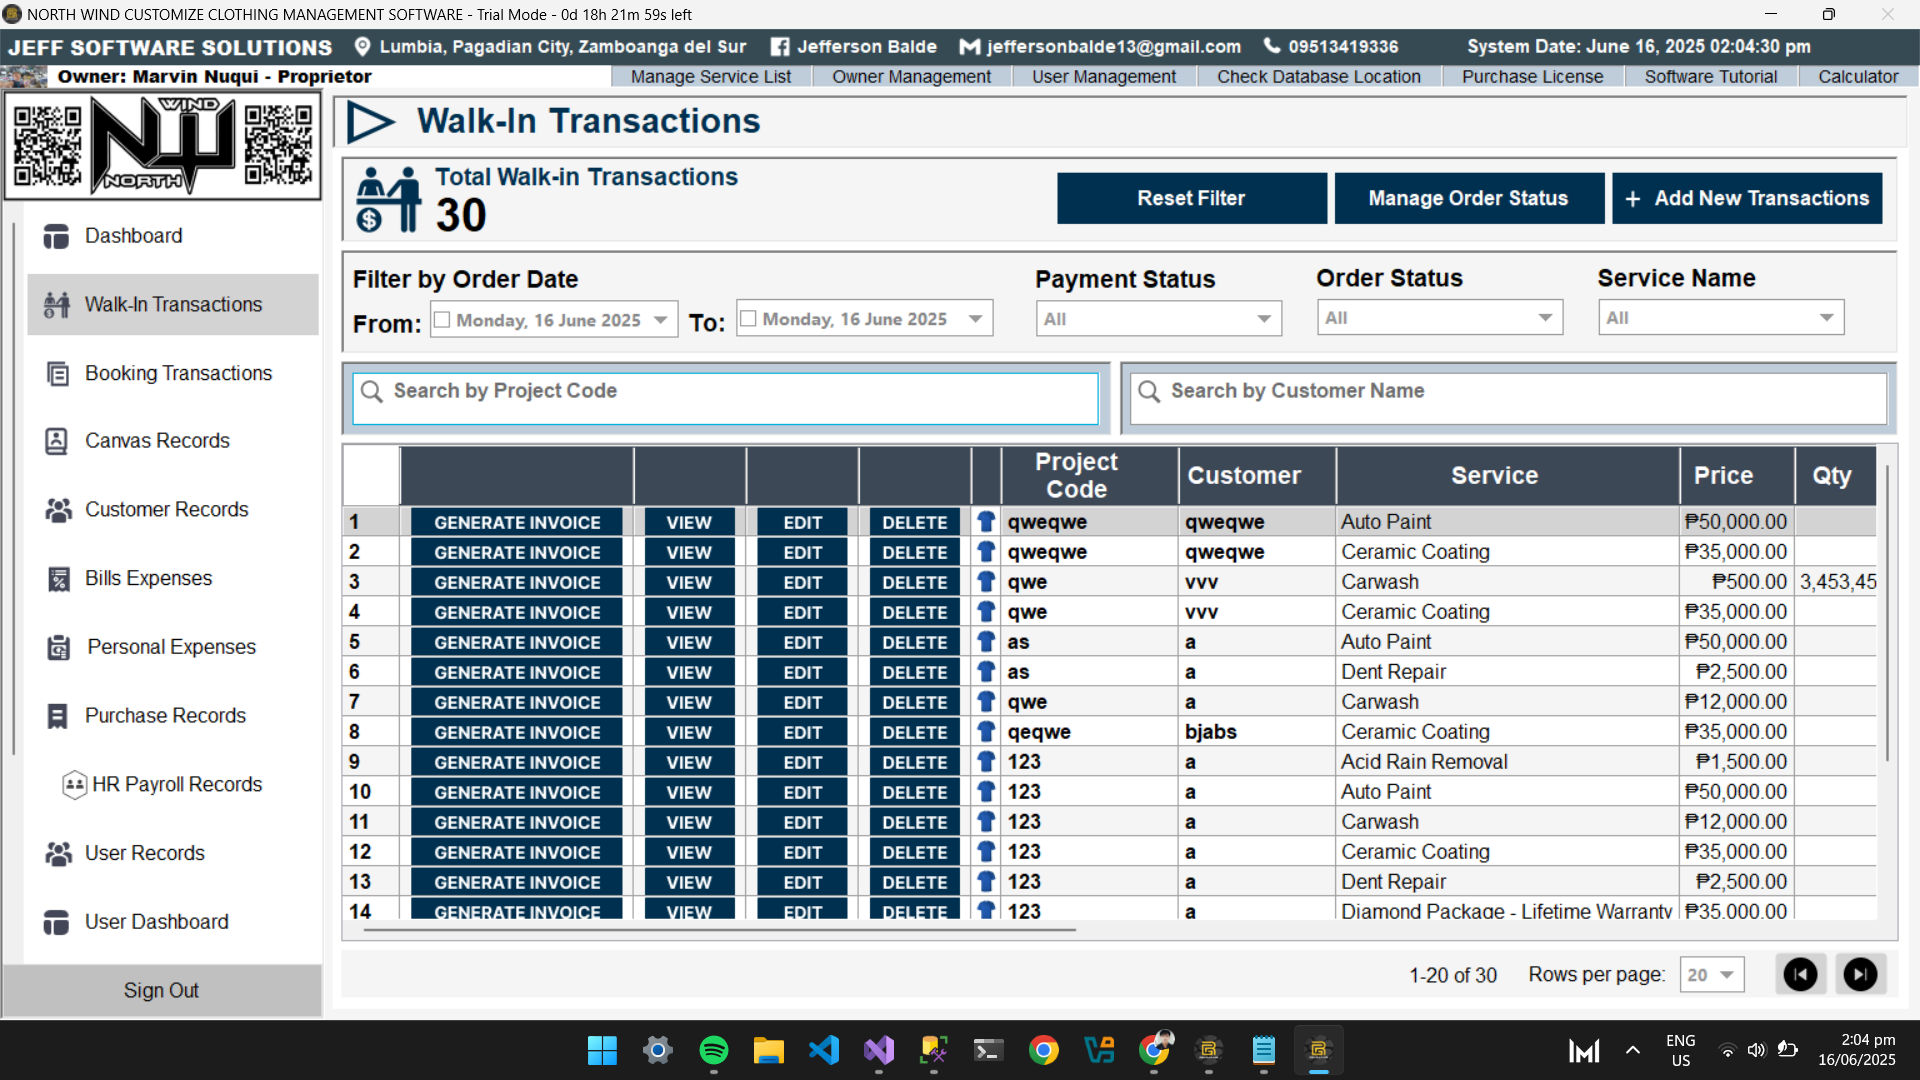 NORTH WIND CUSTOMIZE CLOTHING MANAGEMENT SOFTWARE - Trial Mode - 0d 18h 21m 59s left
JEFF SOFTWARE SOLUTIONS Lumbia, Pagadian City, Zamboanga del Sur Jefferson Balde jeffersonbalde13@gmail.com 09513419336 System Date: June 16, 2025 02:04:30 pm
Owner: Marvin Nuqui - Proprietor Manage Service List Owner Management User Management Check Database Location Purchase License Software Tutorial Calculator
WIND
NW
NORTH
Dashboard
Walk-In Transactions
Booking Transactions
Canvas Records
Customer Records
Bills Expenses
Personal Expenses
Purchase Records
HR Payroll Records
User Records
User Dashboard
Sign Out
Walk-In Transactions
Total Walk-in Transactions
30
Reset Filter Manage Order Status + Add New Transactions
Filter by Order Date Payment Status Order Status Service Name
From: Monday, 16 June 2025 To: Monday, 16 June 2025 All All All
Search by Project Code Search by Customer Name
Project Code Customer Service Price Qty
1 GENERATE INVOICE VIEW EDIT DELETE qweqwe qweqwe Auto Paint ₱50,000.00
2 GENERATE INVOICE VIEW EDIT DELETE qweqwe qweqwe Ceramic Coating ₱35,000.00
3 GENERATE INVOICE VIEW EDIT DELETE qwe vvv Carwash ₱500.00 3,453,45
4 GENERATE INVOICE VIEW EDIT DELETE qwe vvv Ceramic Coating ₱35,000.00
5 GENERATE INVOICE VIEW EDIT DELETE as a Auto Paint ₱50,000.00
6 GENERATE INVOICE VIEW EDIT DELETE as a Dent Repair ₱2,500.00
7 GENERATE INVOICE VIEW EDIT DELETE qwe a Carwash ₱12,000.00
8 GENERATE INVOICE VIEW EDIT DELETE qeqwe bjabs Ceramic Coating ₱35,000.00
9 GENERATE INVOICE VIEW EDIT DELETE 123 a Acid Rain Removal ₱1,500.00
10 GENERATE INVOICE VIEW EDIT DELETE 123 a Auto Paint ₱50,000.00
11 GENERATE INVOICE VIEW EDIT DELETE 123 a Carwash ₱12,000.00
12 GENERATE INVOICE VIEW EDIT DELETE 123 a Ceramic Coating ₱35,000.00
13 GENERATE INVOICE VIEW EDIT DELETE 123 a Dent Repair ₱2,500.00
14 GENERATE INVOICE VIEW EDIT DELETE 123 a Diamond Package - Lifetime Warranty ₱35,000.00
1-20 of 30 Rows per page: 20
ENG US
2:04 pm
16/06/2025